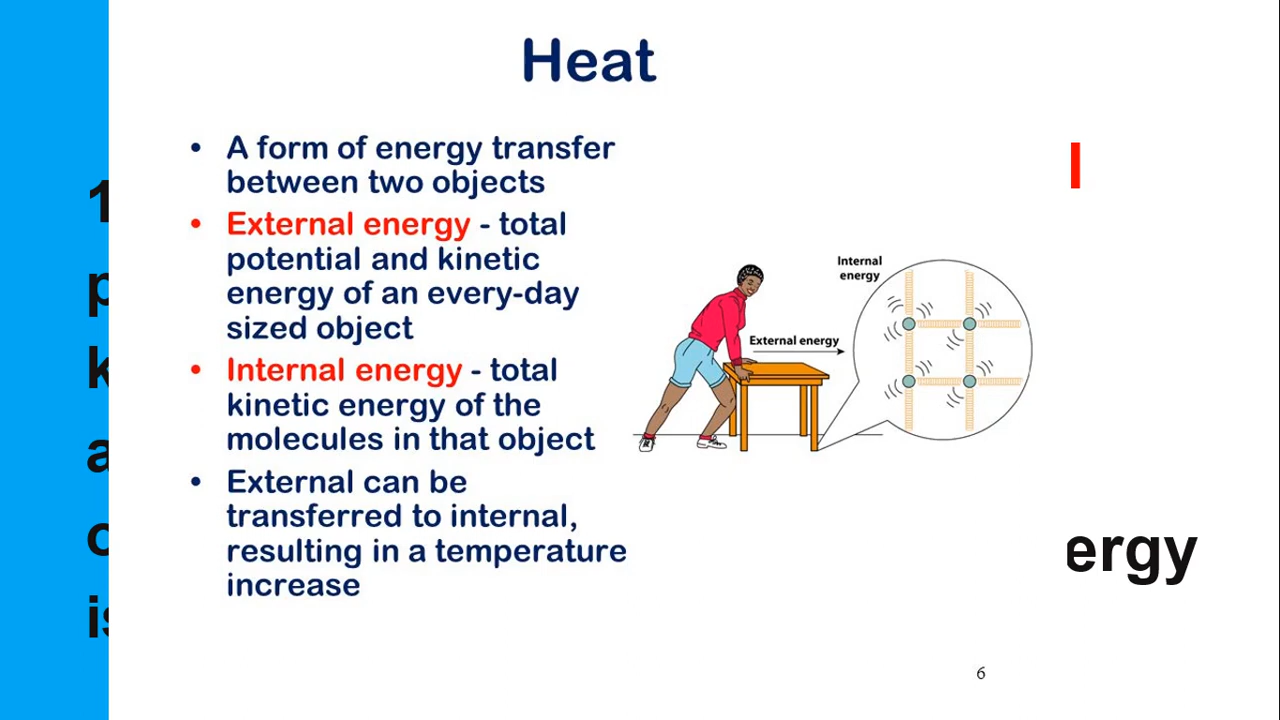 Heat
• A form of energy transfer
between two objects
• External energy - total
potential and kinetic
energy of an every-day
sized object
• Internal energy - total
kinetic energy of the
molecules in that object
• External can be
transferred to internal,
resulting in a temperature
increase
Internal
energy
External energy
ergy
6